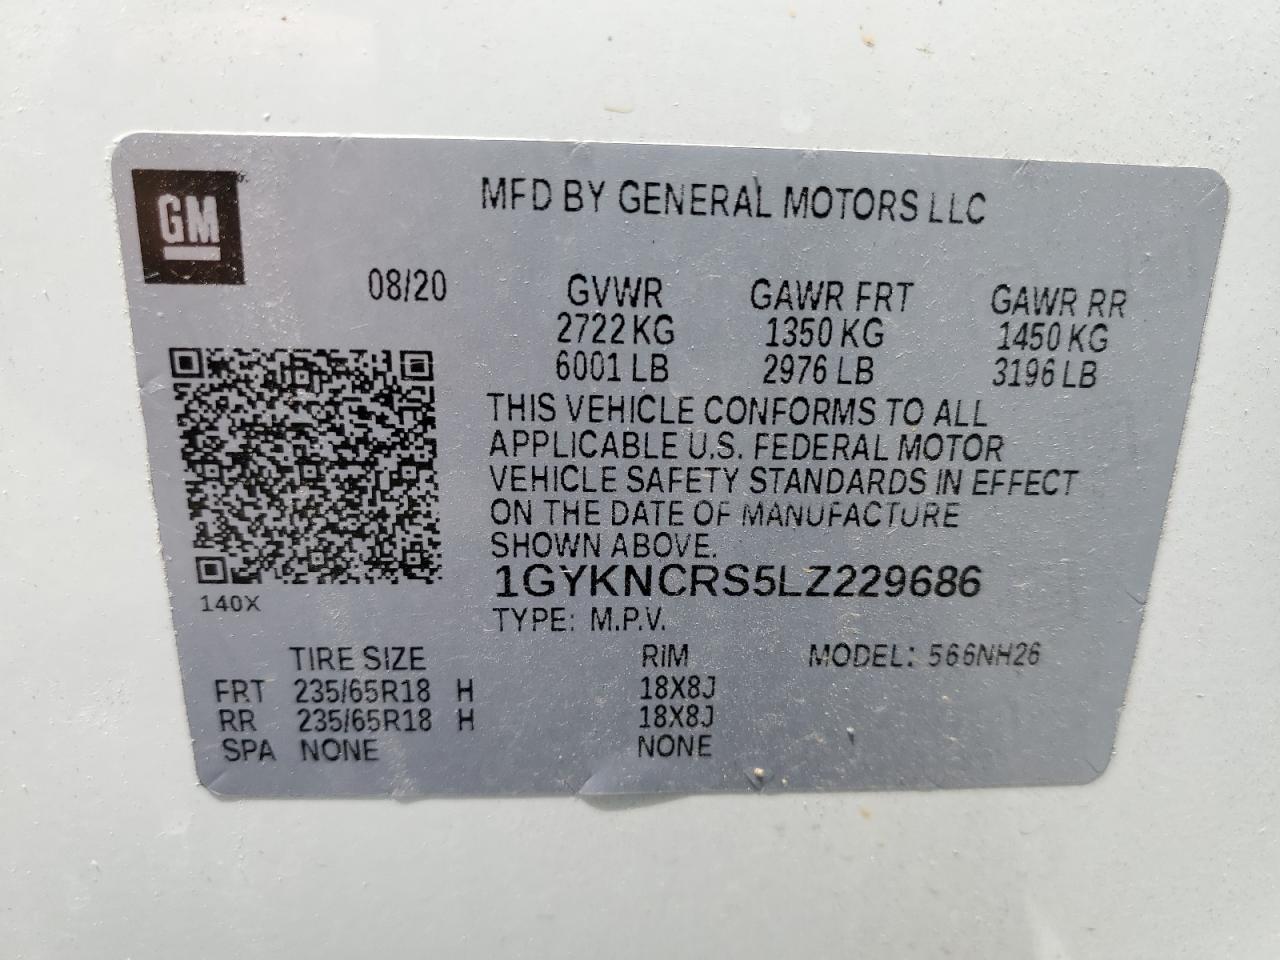 GM
MFD BY GENERAL MOTORS LLC
08/20 GVWR GAWR FRT GAWR RR
2722 KG 1350 KG 1450 KG
6001 LB 2976 LB 3196 LB
THIS VEHICLE CONFORMS TO ALL
APPLICABLE U.S. FEDERAL MOTOR
VEHICLE SAFETY STANDARDS IN EFFECT
ON THE DATE OF MANUFACTURE
SHOWN ABOVE.
1GYKNCRS5LZ229686
140X
TYPE: M.P.V.
TIRE SIZE RIM MODEL: 566NH26
FRT 235/65R18 H 18X8J
RR 235/65R18 H 18X8J
SPA NONE NONE